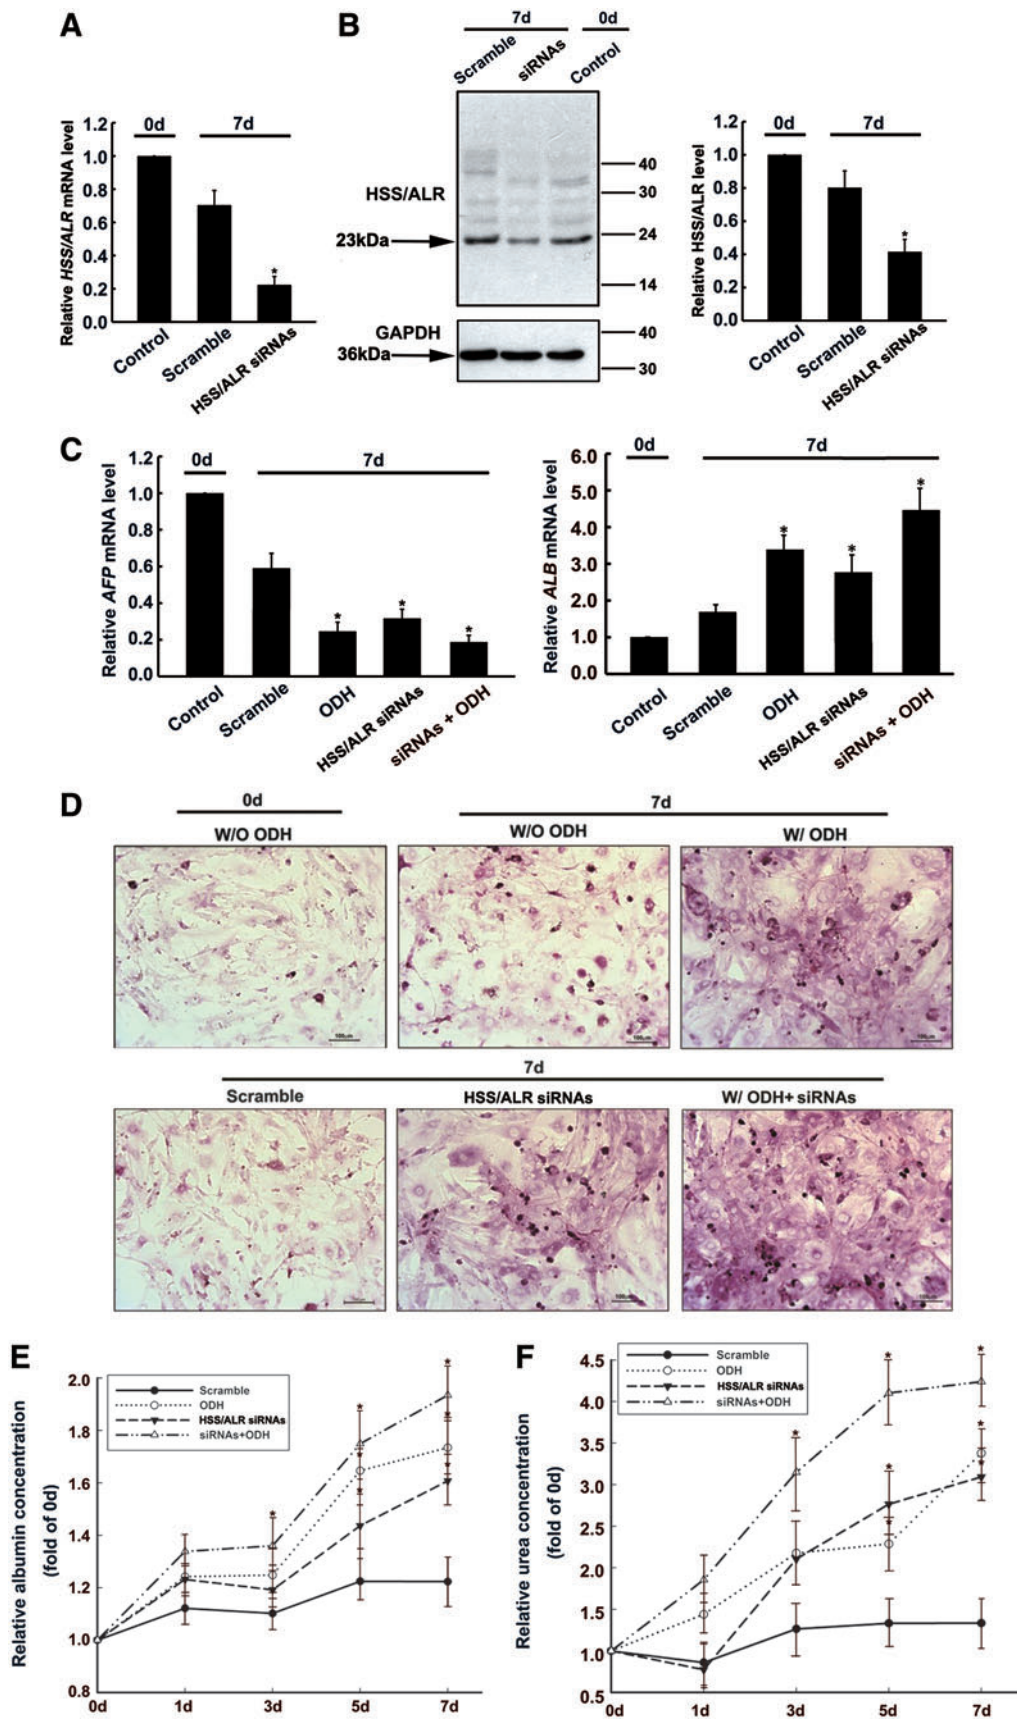 A
Relative HSS/ALR mRNA level
1.2
1.0
0.8
0.6
0.4
0.2
0.0
0d
7d
Control
Scramble
HSS/ALR siRNAs
B
7d
0d
Scramble
siRNAs
Control
HSS/ALR
23kDa
40
30
24
14
GAPDH
36kDa
40
30
Relative HSS/ALR level
1.2
1.0
0.8
0.6
0.4
0.2
0.0
0d
7d
*
Control
Scramble
HSS/ALR siRNAs
C
Relative AFP mRNA level
1.2
1.0
0.8
0.6
0.4
0.2
0.0
0d
7d
* * *
Control
Scramble
ODH
HSS/ALR siRNAs
siRNAs + ODH
Relative ALB mRNA level
6.0
5.0
4.0
3.0
2.0
1.0
0.0
0d
7d
* * *
Control
Scramble
ODH
HSS/ALR siRNAs
siRNAs + ODH
D
0d
7d
W/O ODH
W/O ODH
W/ ODH
100μm
100μm
100μm
7d
Scramble
HSS/ALR siRNAs
W/ ODH+siRNAs
E
Relative albumin concentration
(fold of 0d)
2.0
1.8
1.6
1.4
1.2
1.0
0.8
Scramble
ODH
HSS/ALR siRNAs
siRNAs+ODH
0d 1d 3d 5d 7d
F
Relative urea concentration
(fold of 0d)
4.5
4.0
3.5
3.0
2.5
2.0
1.5
1.0
0.5
Scramble
ODH
HSS/ALR siRNAs
siRNAs+ODH
0d 1d 3d 5d 7d